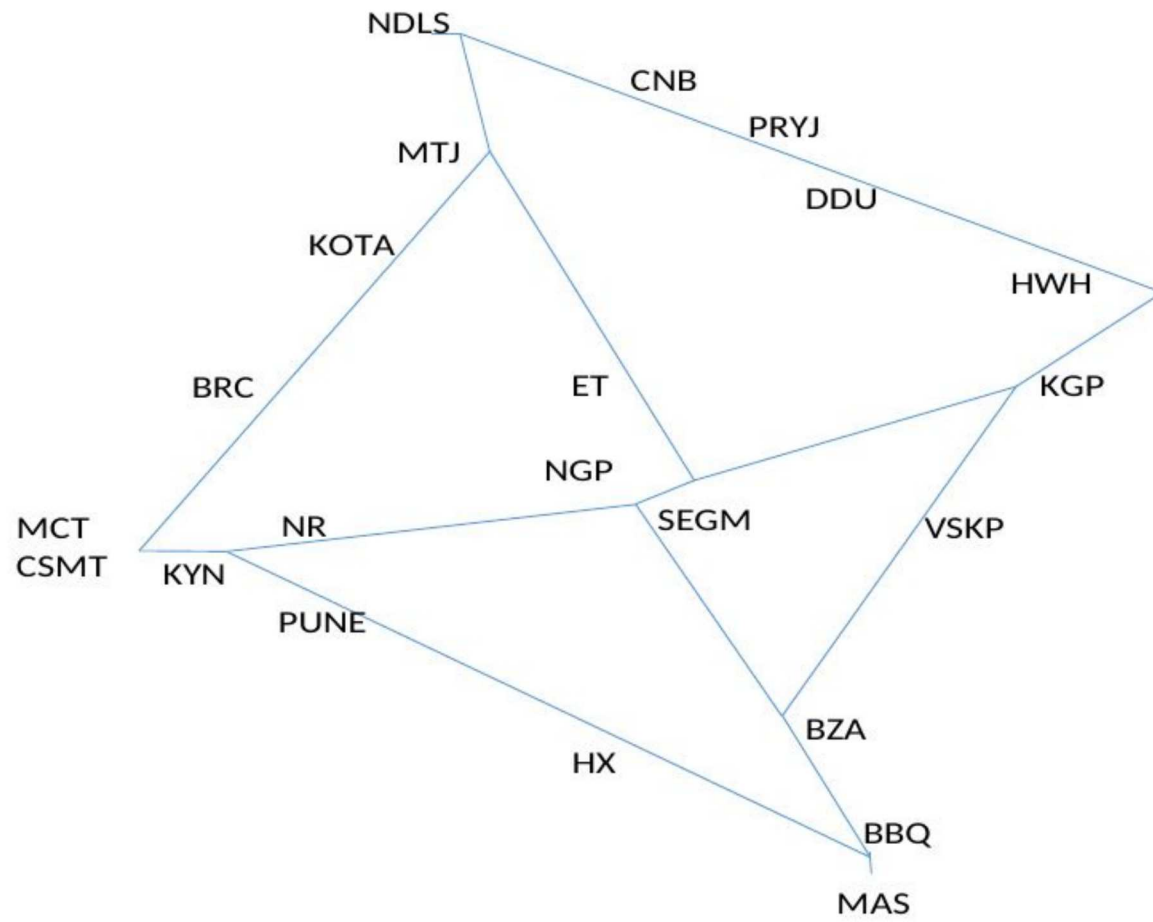 NDLS
CNB
PRYJ
MTJ
DDU
KOTA
HWH
BRC
ET
KGP
NGP
MCT
NR
SEGM
VSKP
CSMT
KYN
PUNE
BZA
HX
BBQ
MAS